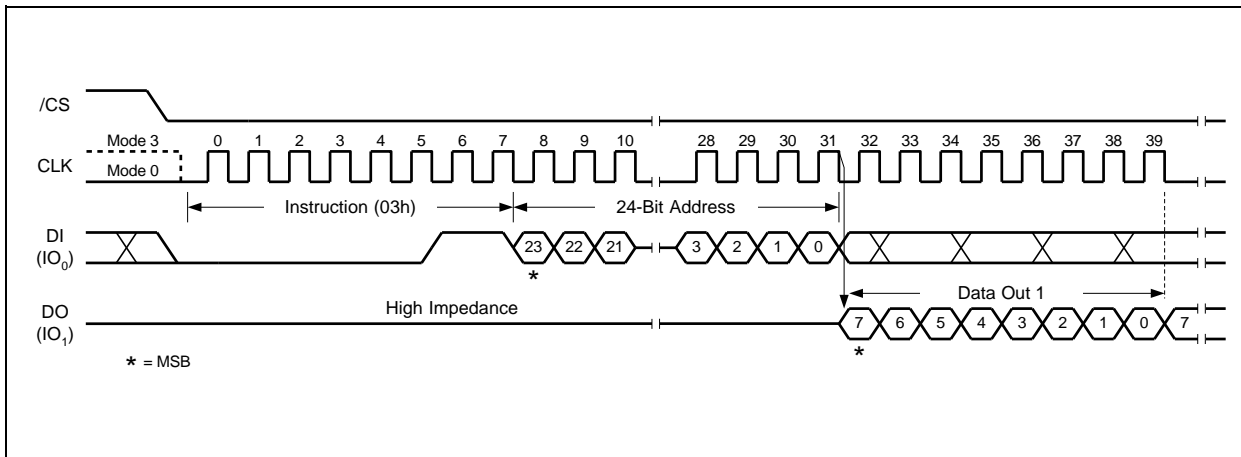 /CS
Mode 3 0 1 2 3 4 5 6 7 8 9 10 28 29 30 31 32 33 34 35 36 37 38 39
CLK Mode 0
Instruction (03h) 24-Bit Address
DI
(IO0) 23 22 21 3 2 1 0
*
Data Out 1
High Impedance
DO
(IO1) 7 6 5 4 3 2 1 0 7
*
* = MSB